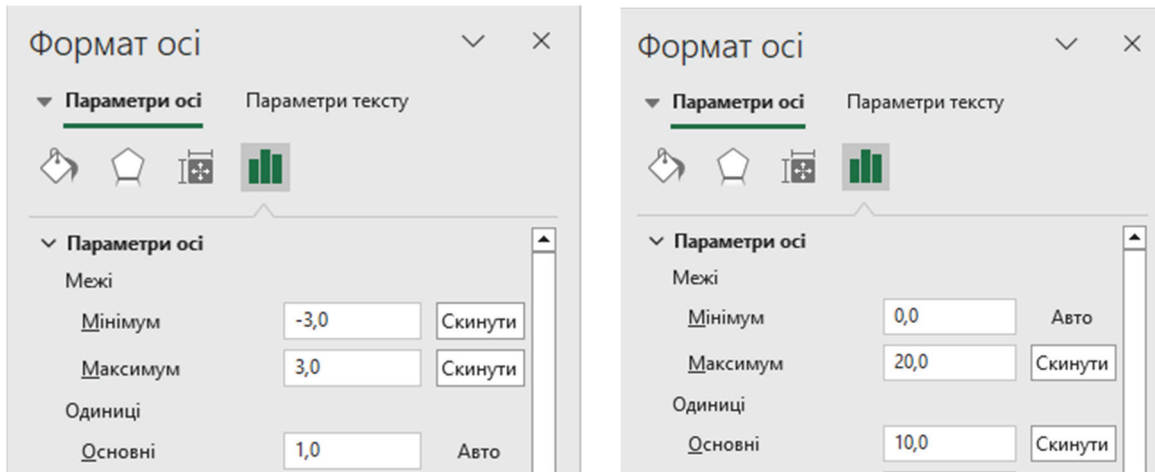 Формат осі
Параметри осі Параметри тексту
Параметри осі
Межі
Мінімум -3,0 Скинути
Максимум 3,0 Скинути
Одиниці
Основні 1,0 Авто
Формат осі
Параметри осі Параметри тексту
Параметри осі
Межі
Мінімум 0,0 Авто
Максимум 20,0 Скинути
Одиниці
Основні 10,0 Скинути